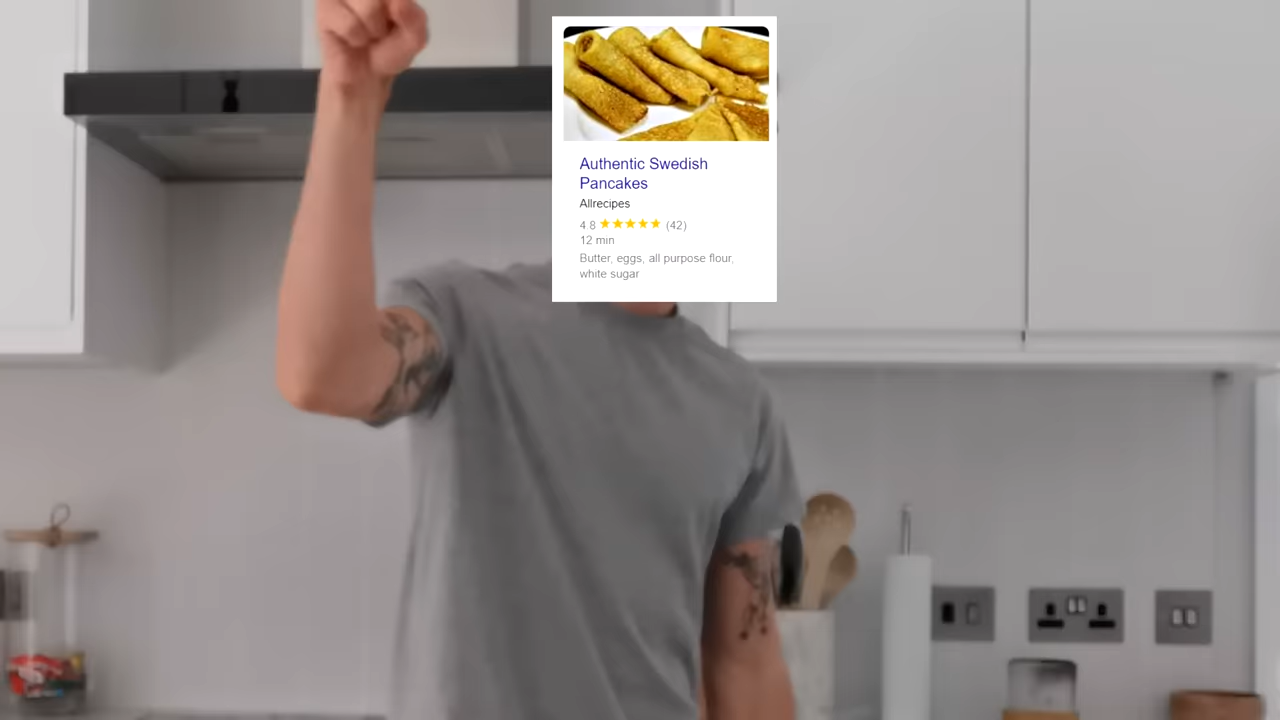 Authentic Swedish
Pancakes
Allrecipes
4.8 ★★★★★ (42)
12 min
Butter, eggs, all purpose flour,
white sugar